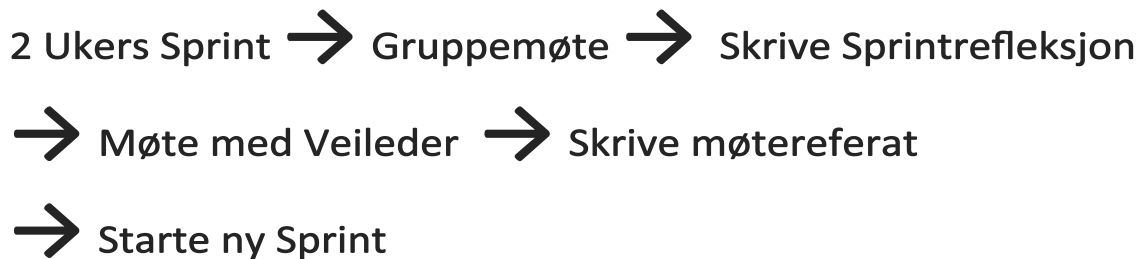 2 Ukers Sprint → Gruppemøte → Skrive Sprintrefleksjon
→ Møte med Veileder → Skrive møtereferat
→ Starte ny Sprint